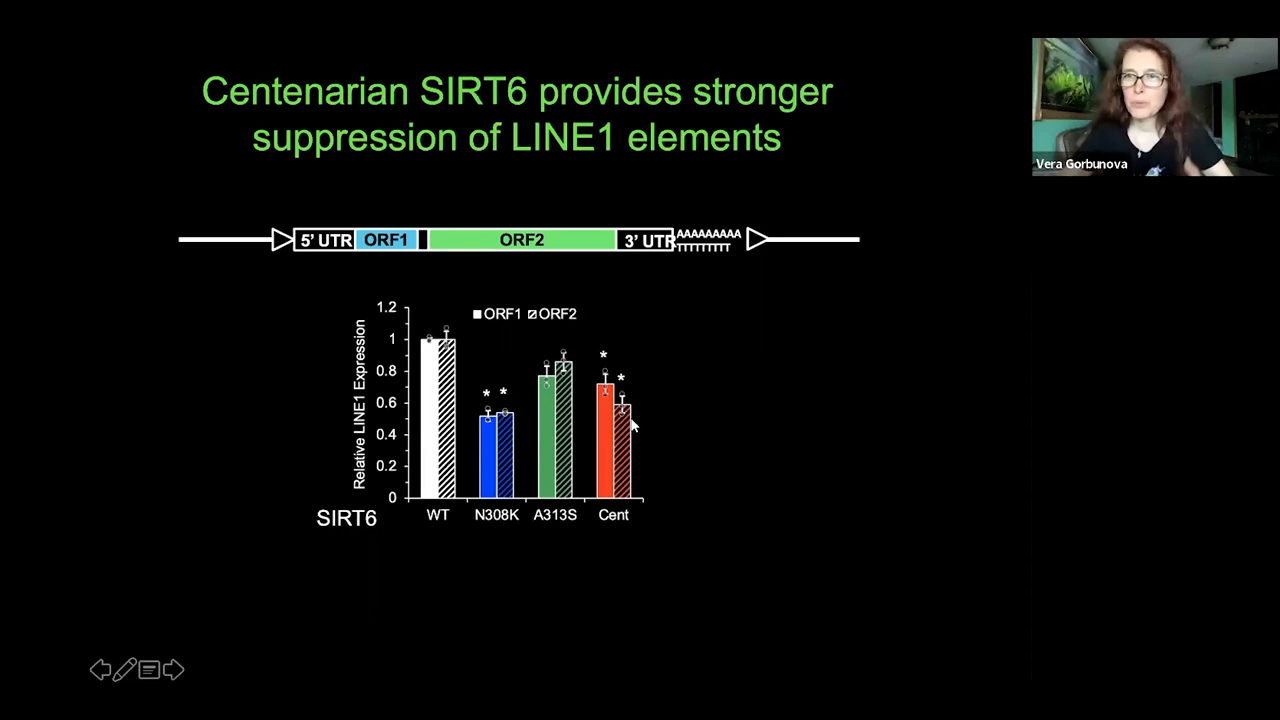 Centenarian SIRT6 provides stronger
suppression of LINE1 elements
Vera Gorbunova
5' UTR ORF1 ORF2 3' UTR AAAAAAAAA
TTTTTTTT
Relative LINE1 Expression
1.2
1
0.8
0.6
0.4
0.2
0
ORF1 ORF2
* * * *
SIRT6 WT N308K A313S Cent